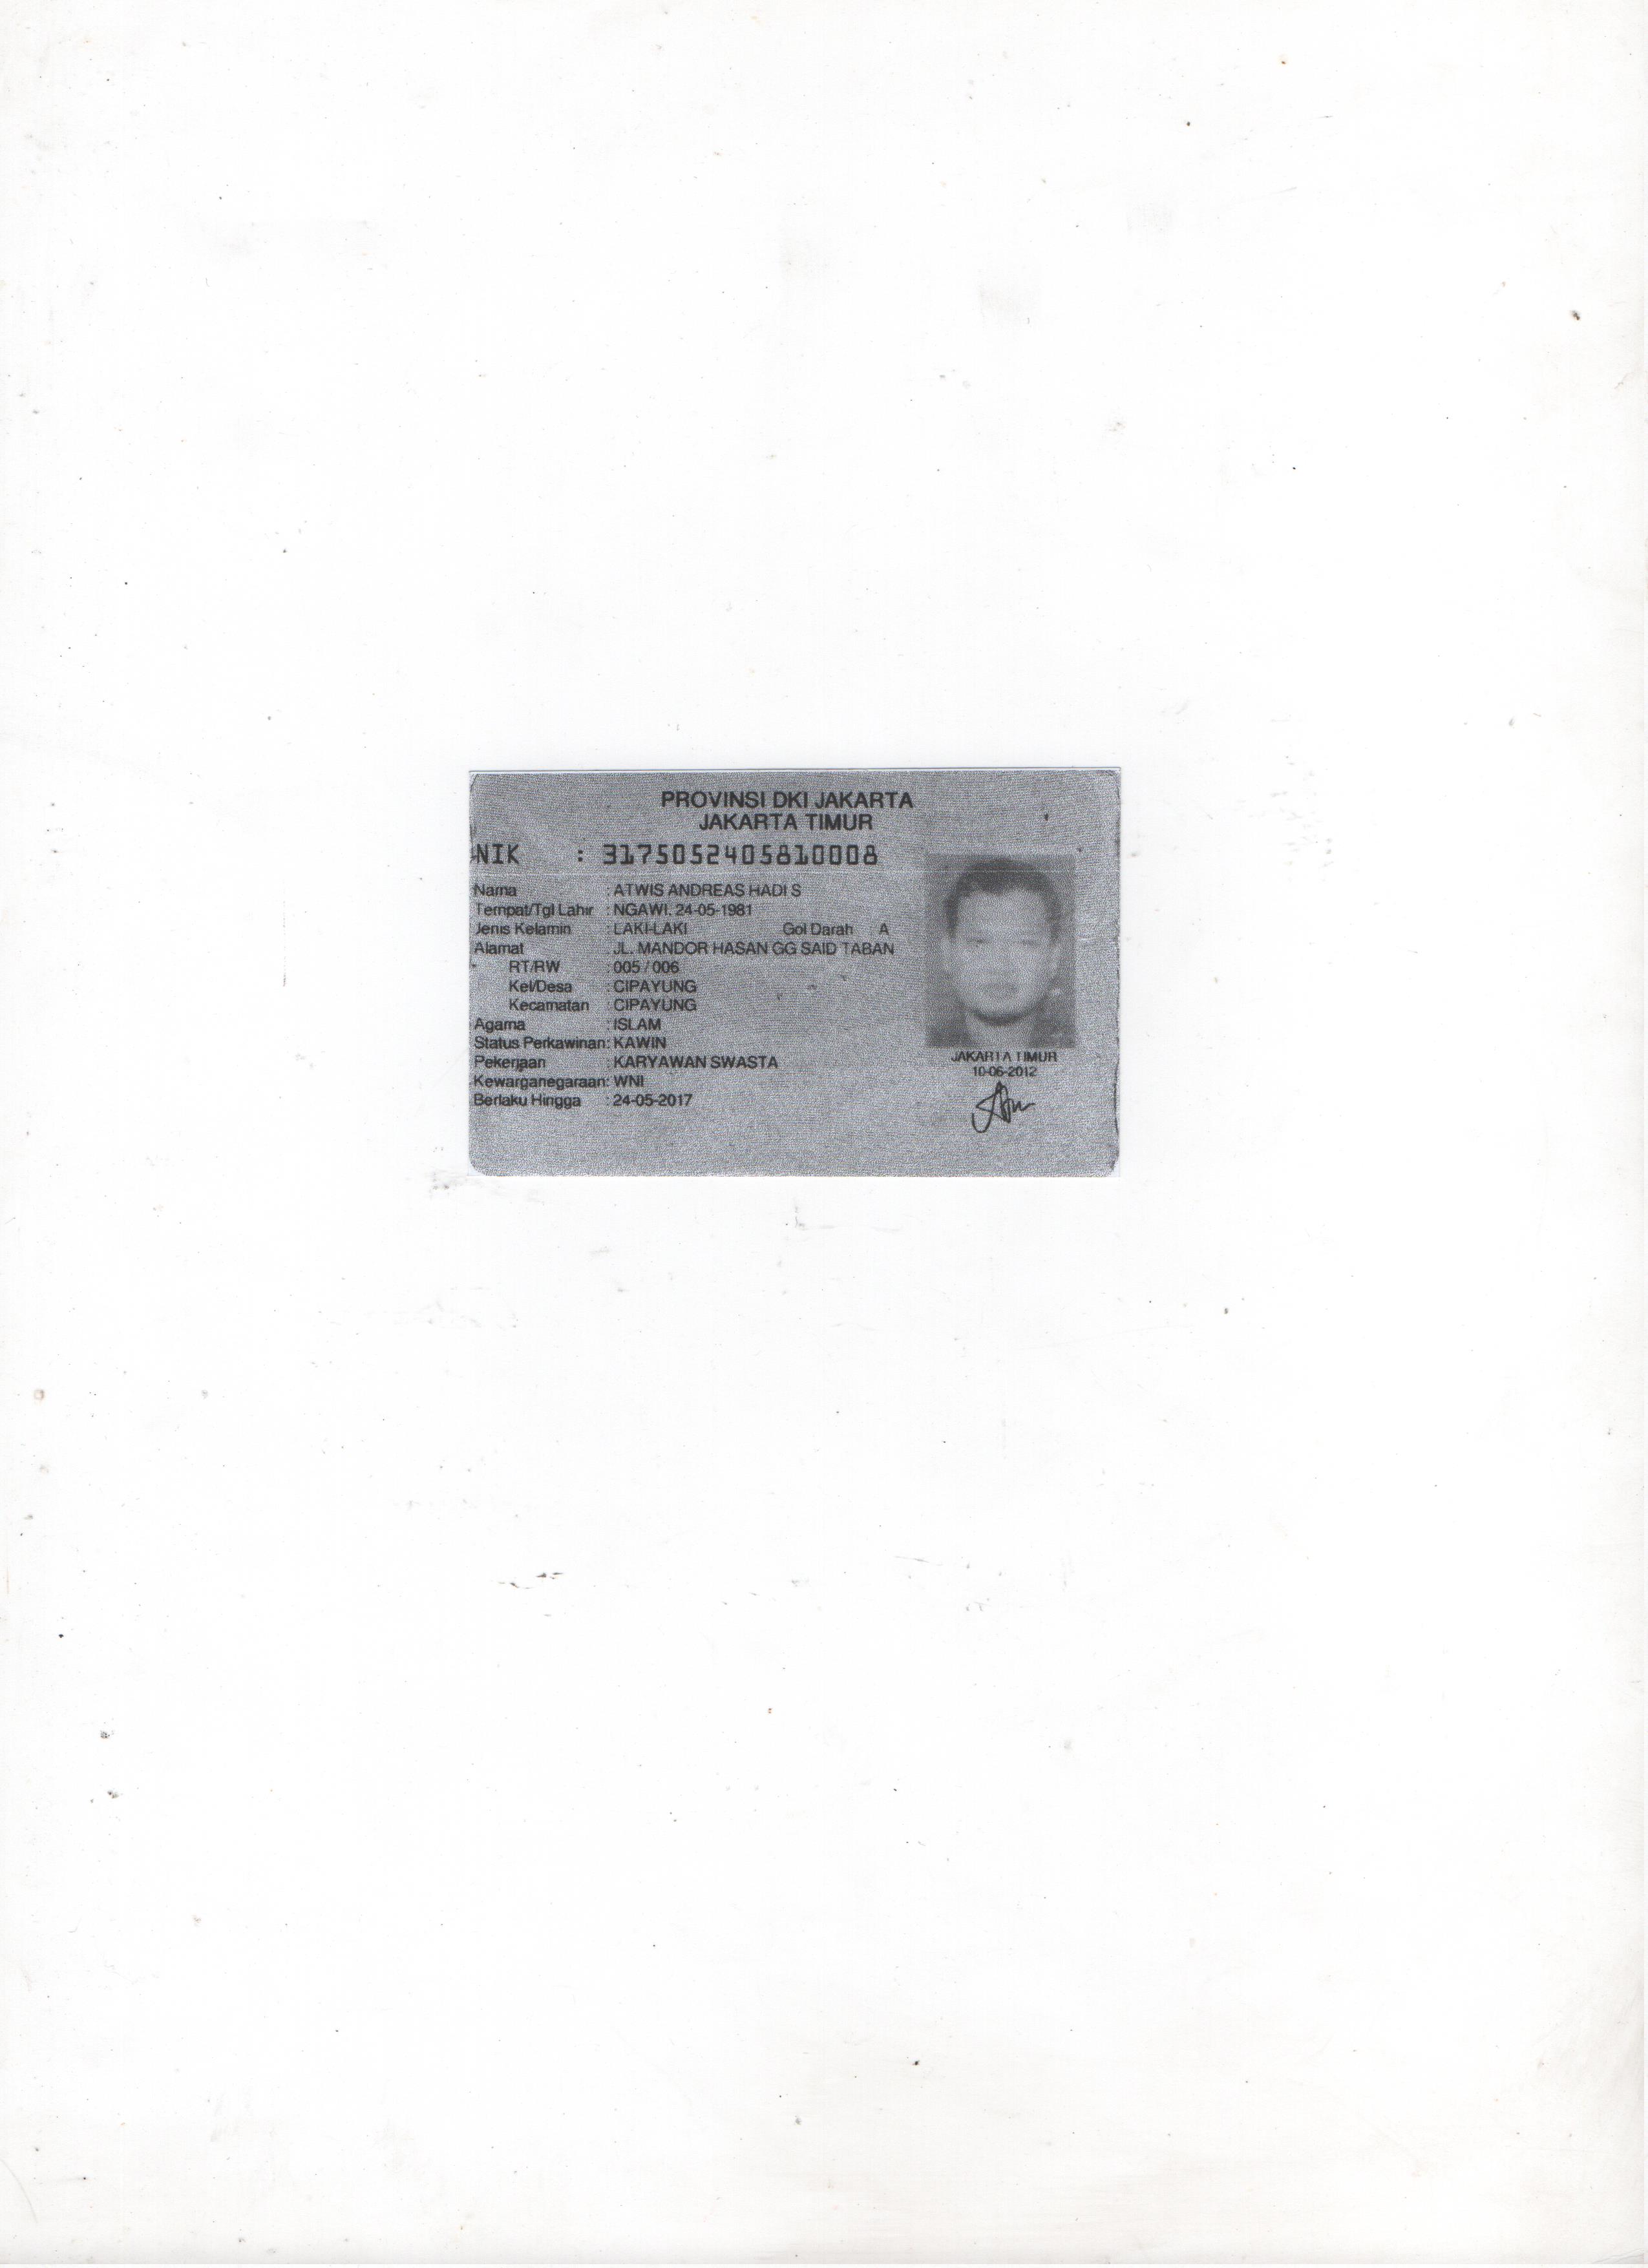 PROVINSI DKI JAKARTA
JAKARTA TIMUR
NIK : 3175052405810008
Nama : ATWIS ANDREAS HADI S
Tempat/Tgl Lahir : NGAWI, 24-05-1981
Jenis Kelamin : LAKI-LAKI Gol Darah A
Alamat : JL. MANDOR HASAN GG SAID TABAN
RT/RW : 005 / 006
Kel/Desa : CIPAYUNG
Kecamatan : CIPAYUNG
Agama : ISLAM
Status Perkawinan: KAWIN
Pekerjaan : KARYAWAN SWASTA
Kewarganegaraan: WNI
Berlaku Hingga : 24-05-2017
JAKARTA TIMUR
10-06-2012